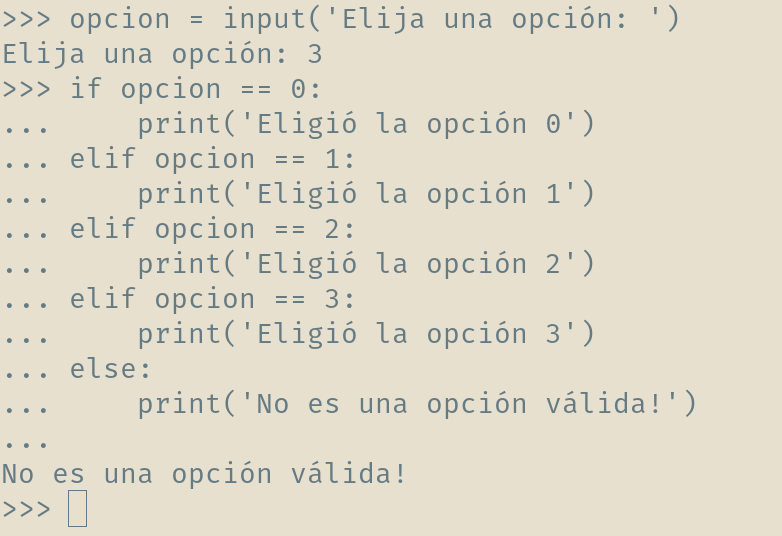 >>> opcion = input('Elija una opción: ')
Elija una opción: 3
>>> if opcion == 0:
...     print('Eligió la opción 0')
... elif opcion == 1:
...     print('Eligió la opción 1')
... elif opcion == 2:
...     print('Eligió la opción 2')
... elif opcion == 3:
...     print('Eligió la opción 3')
... else:
...     print('No es una opción válida!')
...
No es una opción válida!
>>>